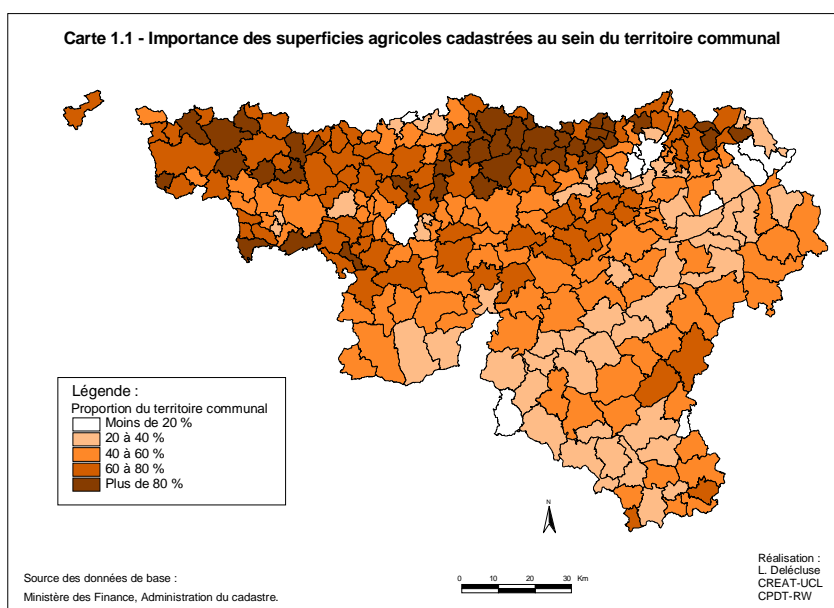 Carte 1.1 - Importance des superficies agricoles cadastrées au sein du territoire communal
Légende :
Proportion du territoire communal
Moins de 20 %
20 à 40 %
40 à 60 %
60 à 80 %
Plus de 80 %
N
0 10 20 30 Km
Source des données de base :
Ministère des Finance, Administration du cadastre.
Réalisation :
L. Delécluse
CREAT-UCL
CPDT-RW